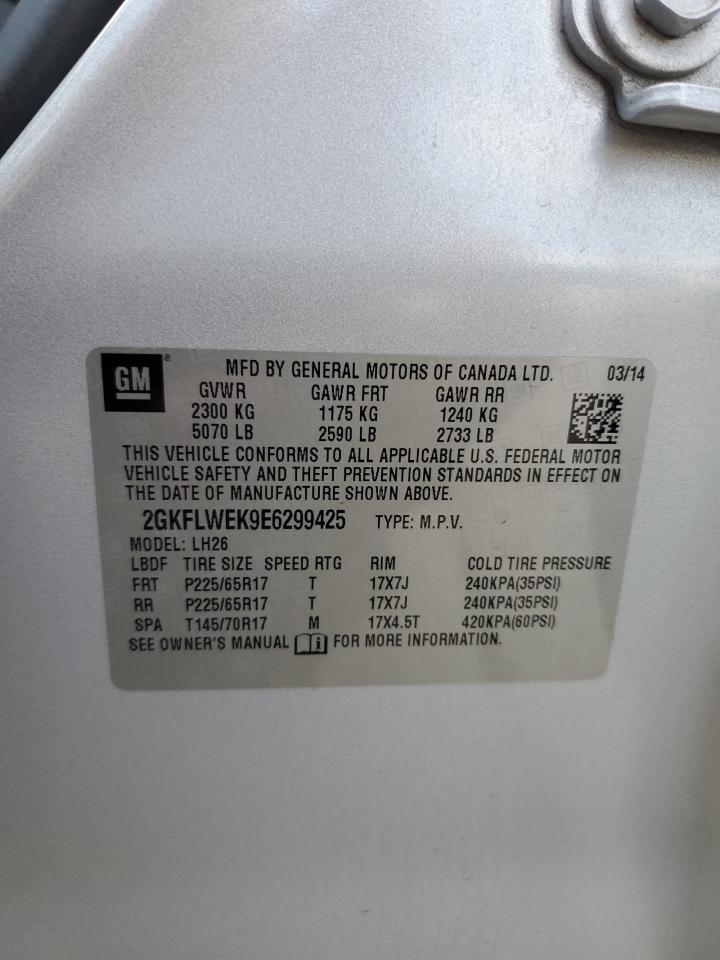 GM® MFD BY GENERAL MOTORS OF CANADA LTD. 03/14
GVWR GAWR FRT GAWR RR
2300 KG 1175 KG 1240 KG
5070 LB 2590 LB 2733 LB
THIS VEHICLE CONFORMS TO ALL APPLICABLE U.S. FEDERAL MOTOR
VEHICLE SAFETY AND THEFT PREVENTION STANDARDS IN EFFECT ON
THE DATE OF MANUFACTURE SHOWN ABOVE.
2GKFLWEK9E6299425 TYPE: M.P.V.
MODEL: LH26
LBDF TIRE SIZE SPEED RTG RIM COLD TIRE PRESSURE
FRT P225/65R17 T 17X7J 240KPA(35PSI)
RR P225/65R17 T 17X7J 240KPA(35PSI)
SPA T145/70R17 M 17X4.5T 420KPA(60PSI)
SEE OWNER'S MANUAL FOR MORE INFORMATION.